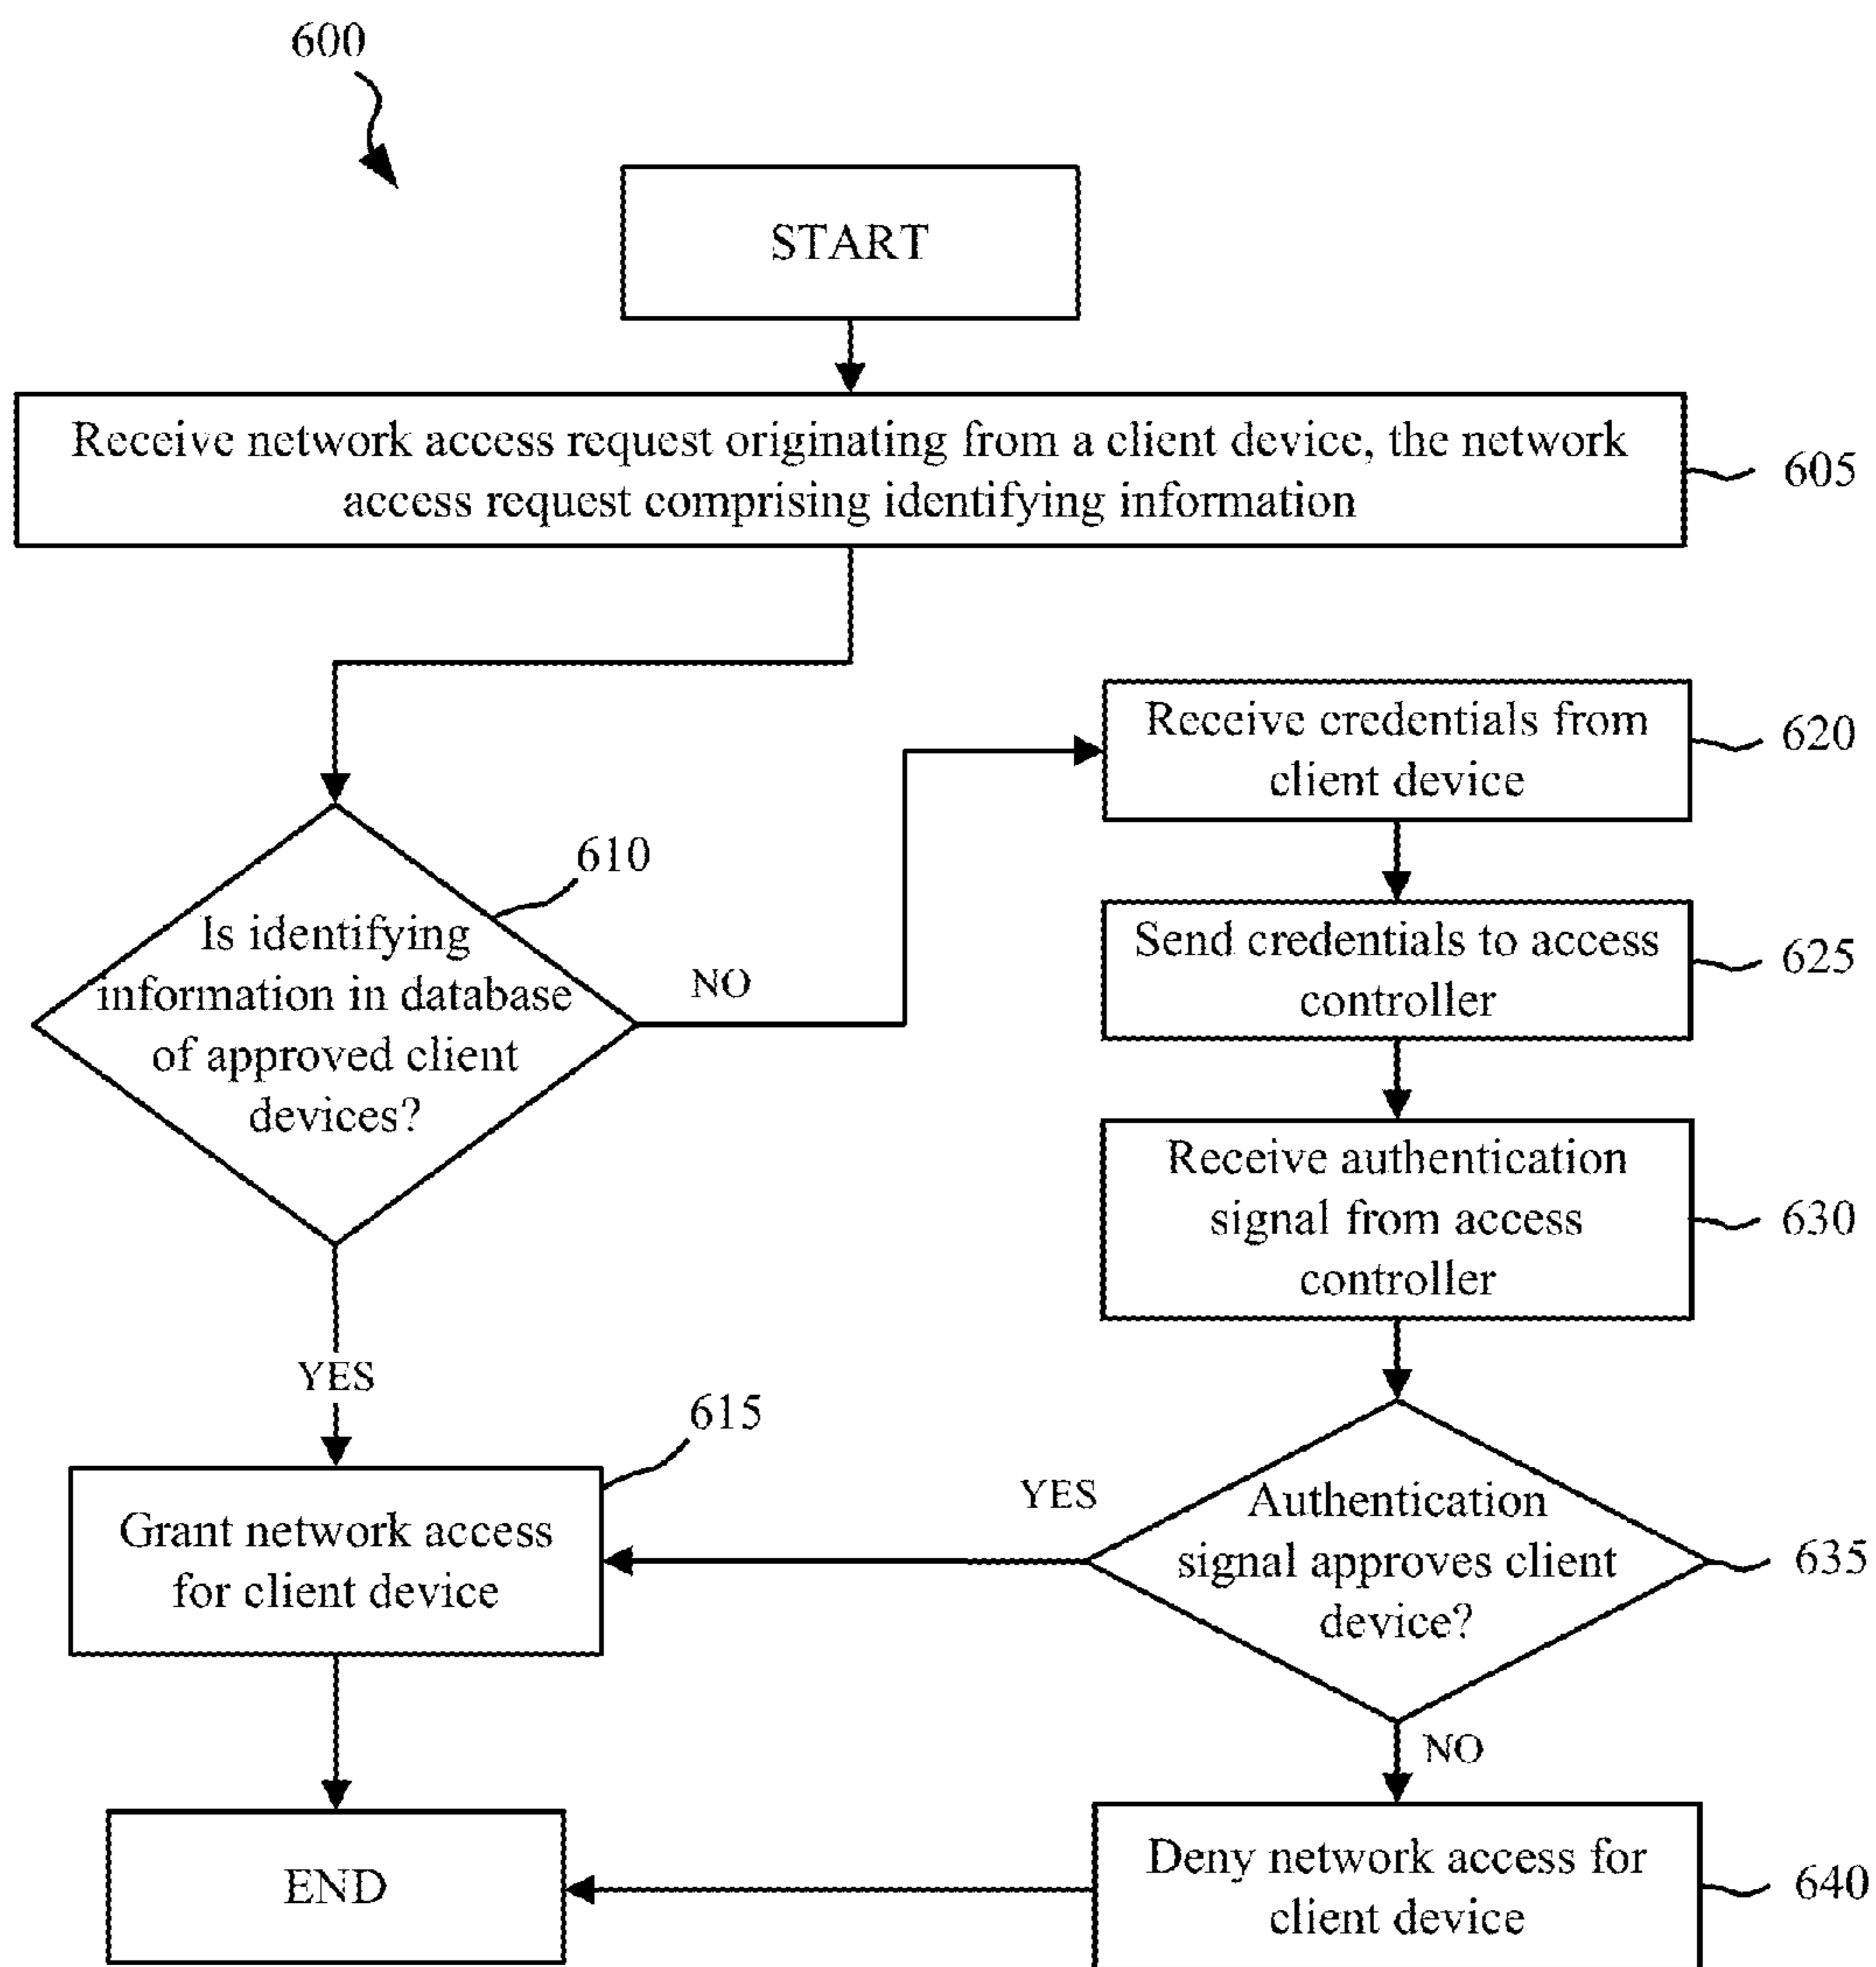 600
START
Receive network access request originating from a client device, the network
access request comprising identifying information
605
Is identifying
information in database
of approved client
devices?
610
NO
YES
Receive credentials from
client device
620
Send credentials to access
controller
625
Receive authentication
signal from access
controller
630
Authentication
signal approves client
device?
635
YES
NO
Grant network access
for client device
615
Deny network access for
client device
640
END